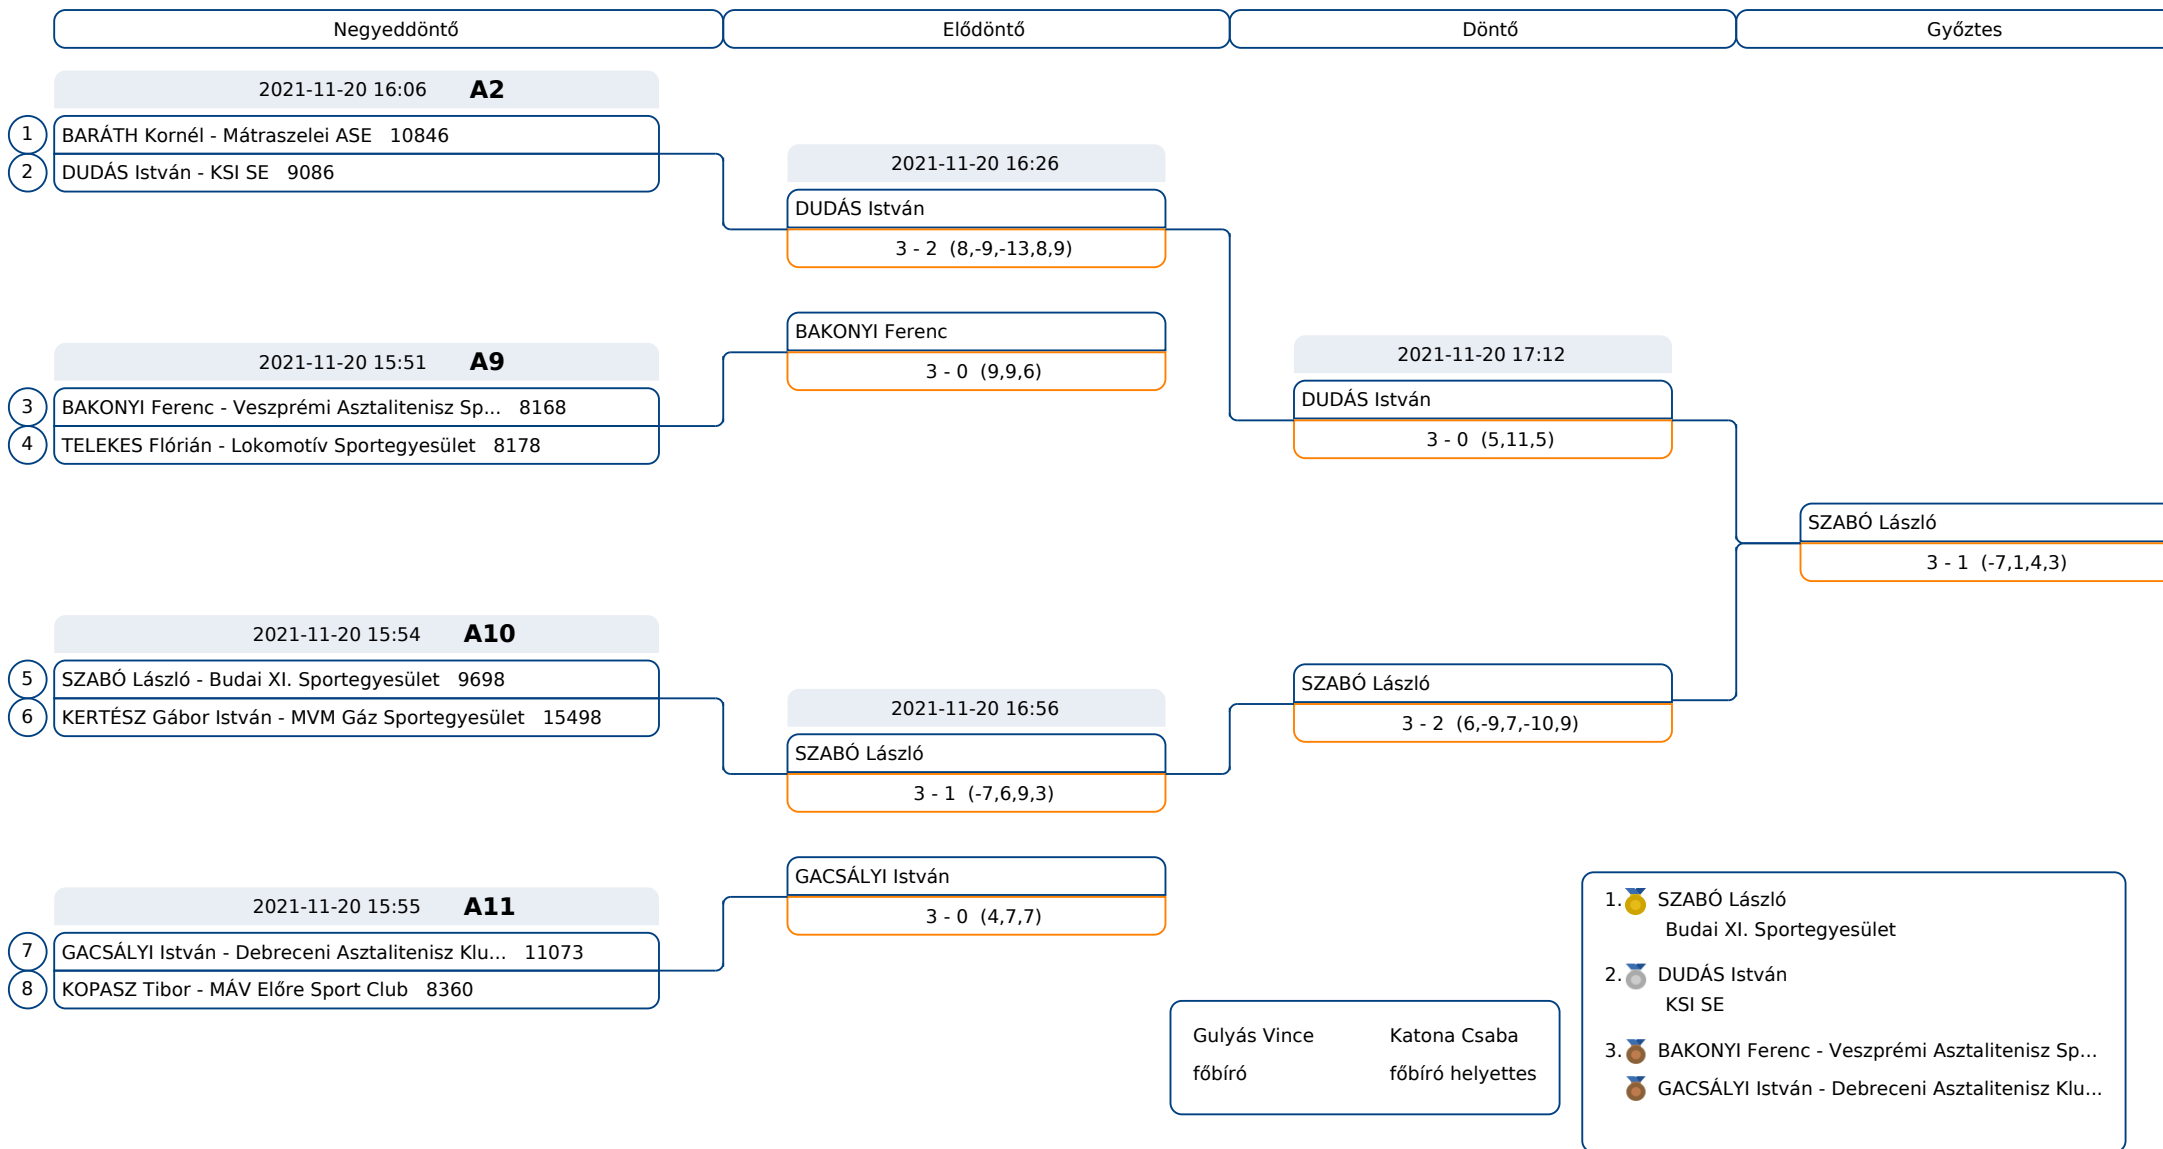 Negyeddöntő
Elődöntő
Döntő
Győztes
2021-11-20 16:06 A2
1 BARÁTH Kornél - Mátraszelei ASE 10846
2 DUDÁS István - KSI SE 9086
2021-11-20 16:26
DUDÁS István
3 - 2 (8,-9,-13,8,9)
BAKONYI Ferenc
3 - 0 (9,9,6)
2021-11-20 15:51 A9
3 BAKONYI Ferenc - Veszprémi Asztalitenisz Sp... 8168
4 TELEKES Flórián - Lokomotív Sportegyesület 8178
2021-11-20 17:12
DUDÁS István
3 - 0 (5,11,5)
SZABÓ László
3 - 1 (-7,1,4,3)
2021-11-20 15:54 A10
5 SZABÓ László - Budai XI. Sportegyesület 9698
6 KERTÉSZ Gábor István - MVM Gáz Sportegyesület 15498
SZABÓ László
3 - 2 (6,-9,7,-10,9)
2021-11-20 16:56
SZABÓ László
3 - 1 (-7,6,9,3)
GACSÁLYI István
3 - 0 (4,7,7)
2021-11-20 15:55 A11
7 GACSÁLYI István - Debreceni Asztalitenisz Klu... 11073
8 KOPASZ Tibor - MÁV Előre Sport Club 8360
Gulyás Vince Katona Csaba
főbíró főbíró helyettes
1. SZABÓ László
Budai XI. Sportegyesület
2. DUDÁS István
KSI SE
3. BAKONYI Ferenc - Veszprémi Asztalitenisz Sp...
GACSÁLYI István - Debreceni Asztalitenisz Klu...